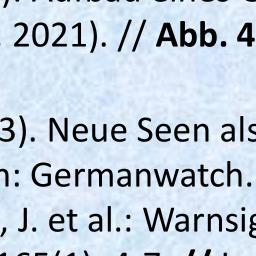 2021). // Abb. 4
3). Neue Seen als
n: Germanwatch.
, J. et al.: Warnsig